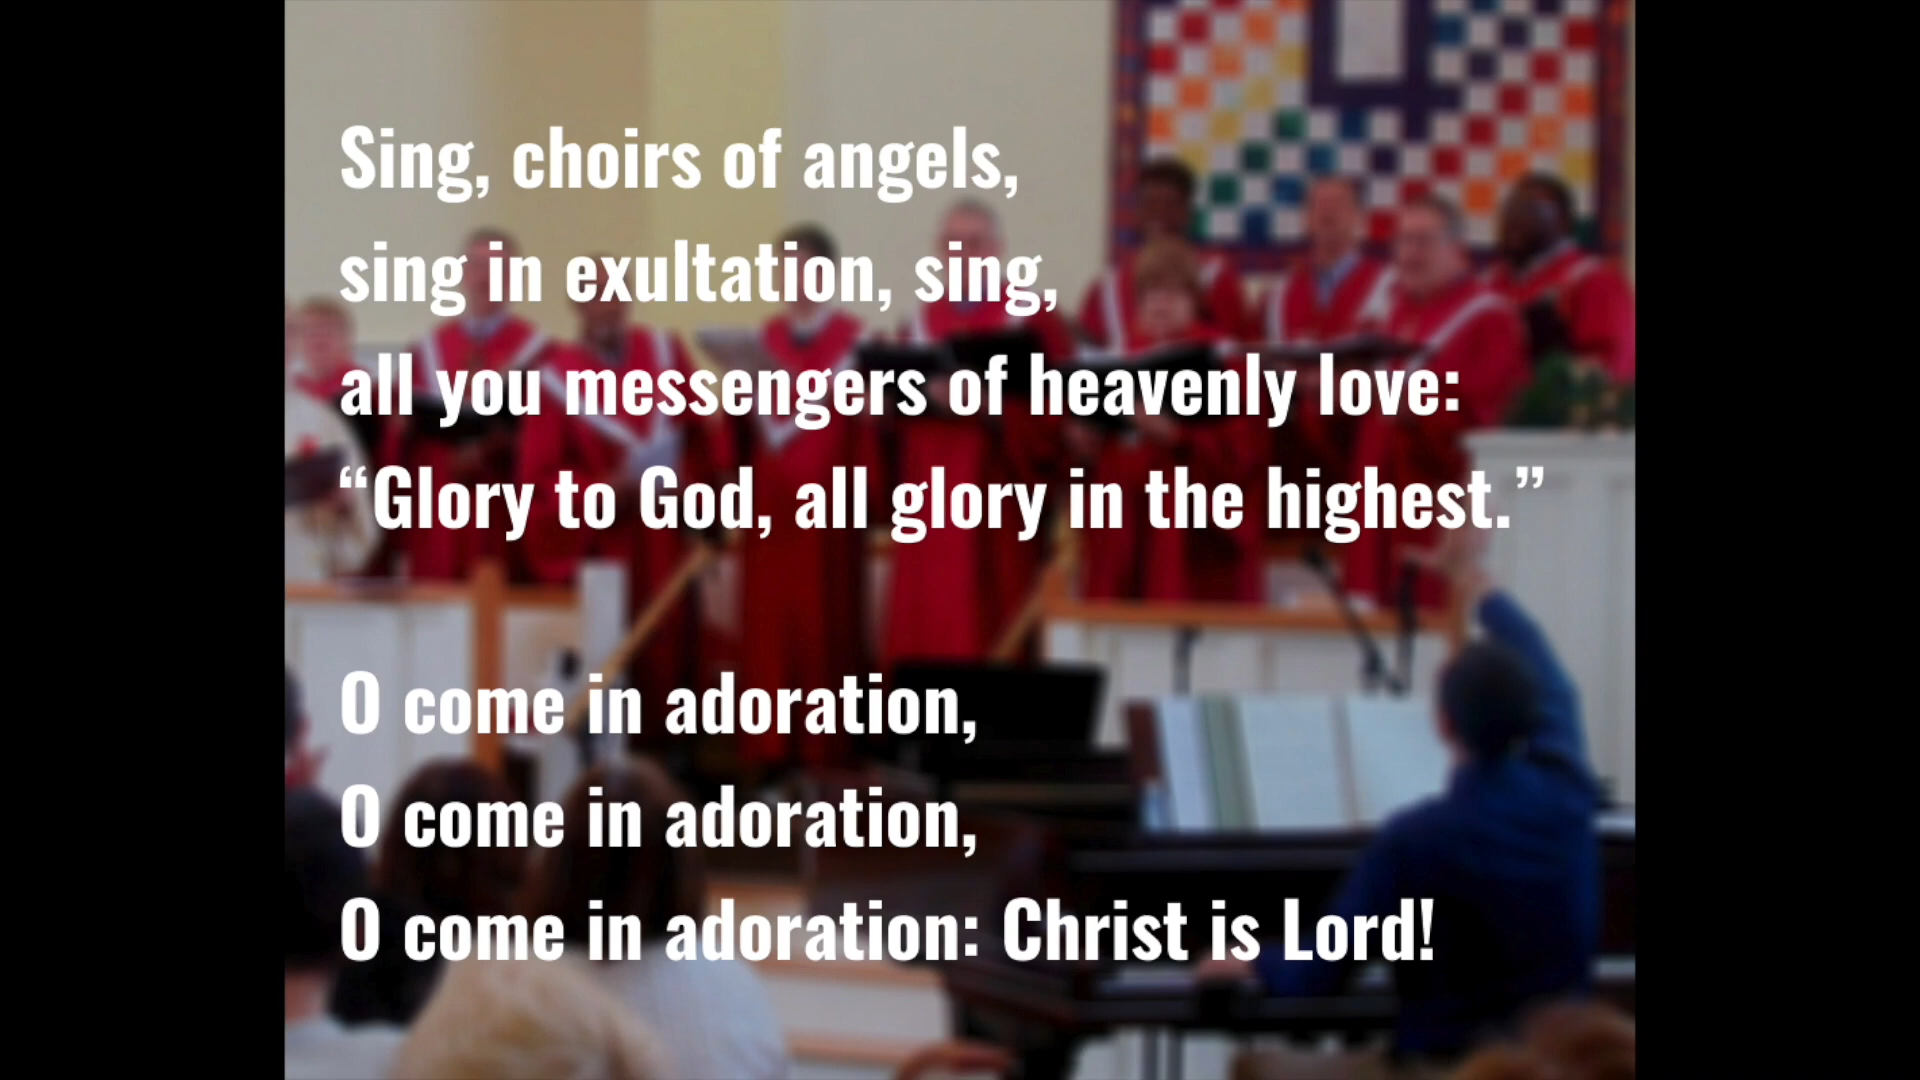 Sing, choirs of angels,
sing in exultation, sing,
all you messengers of heavenly love:
“Glory to God, all glory in the highest.”
O come in adoration,
O come in adoration,
O come in adoration: Christ is Lord!